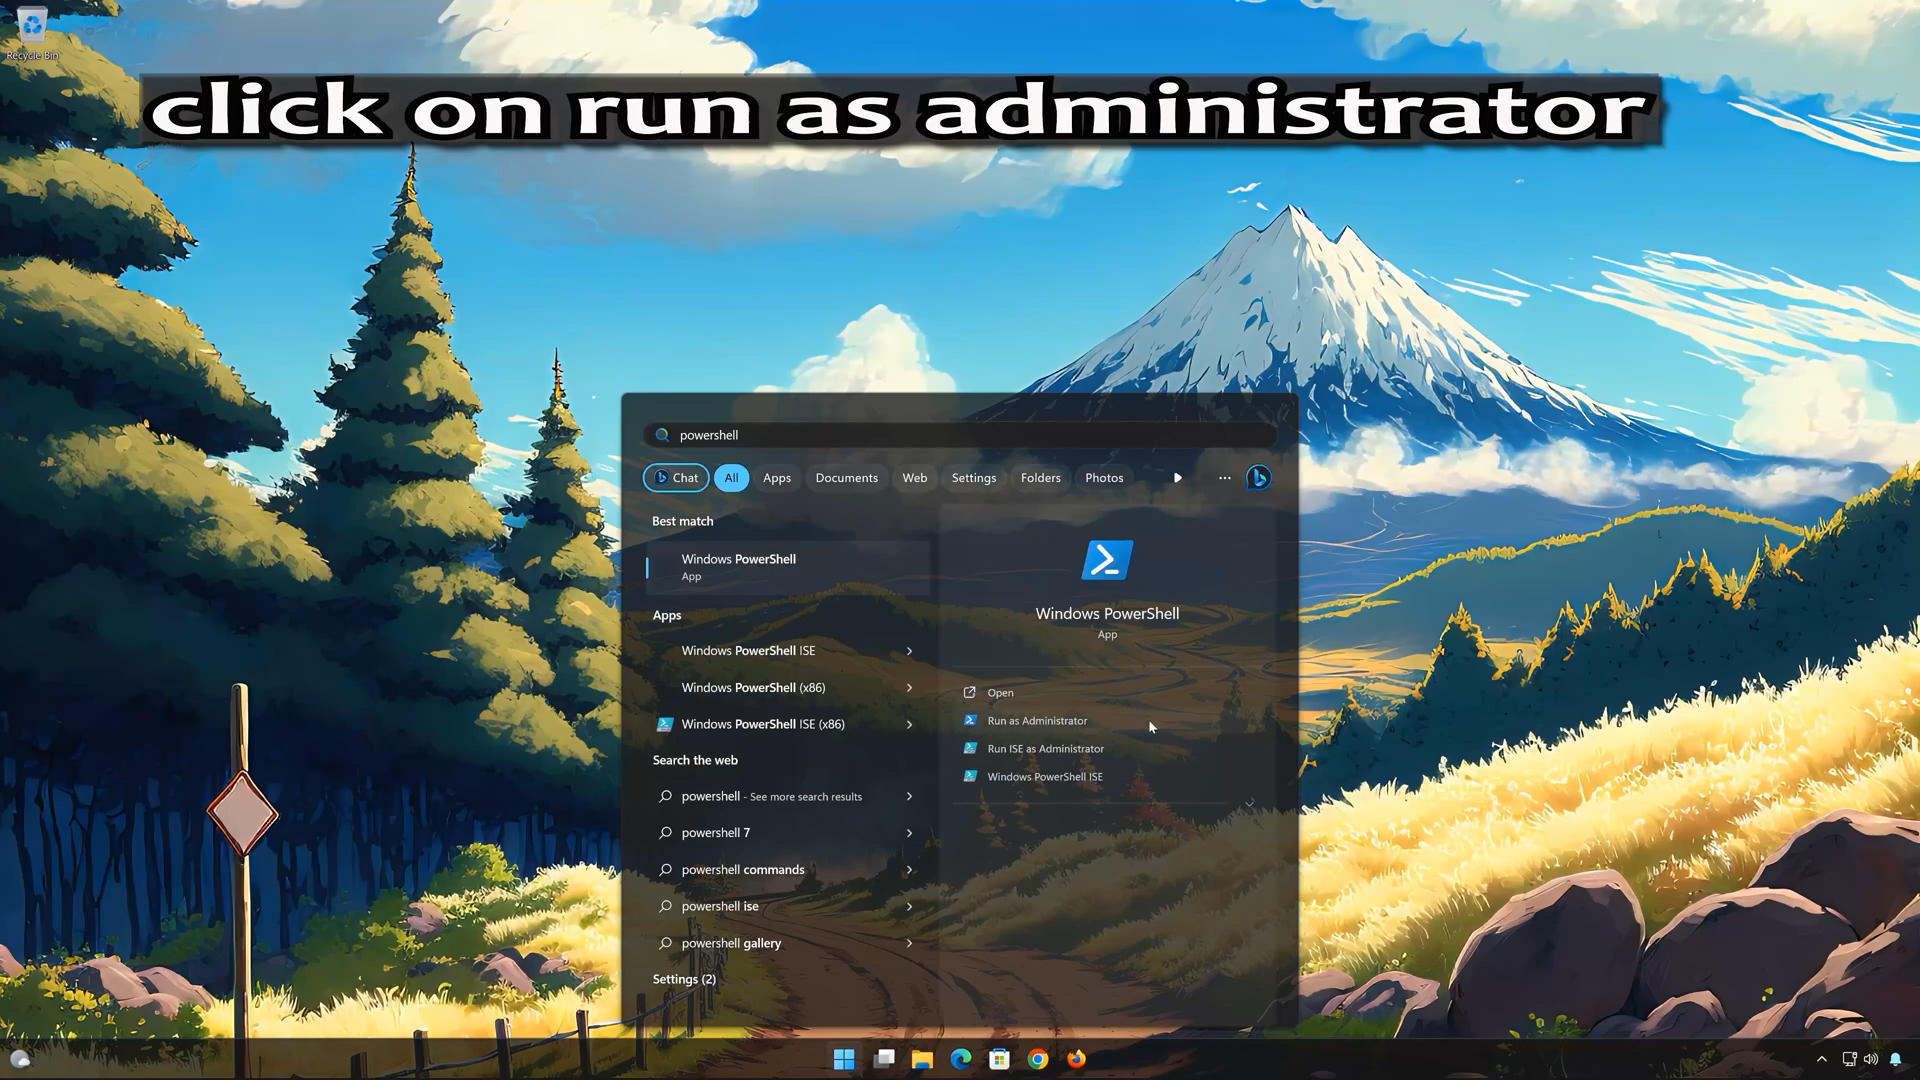 Recycle Bin
click on run as administrator
powershell
Chat All Apps Documents Web Settings Folders Photos
Best match
Windows PowerShell
App
Apps
Windows PowerShell ISE
Windows PowerShell (x86)
Windows PowerShell ISE (x86)
Search the web
powershell - See more search results
powershell 7
powershell commands
powershell ise
powershell gallery
Settings (2)
Windows PowerShell
App
Open
Run as Administrator
Run ISE as Administrator
Windows PowerShell ISE